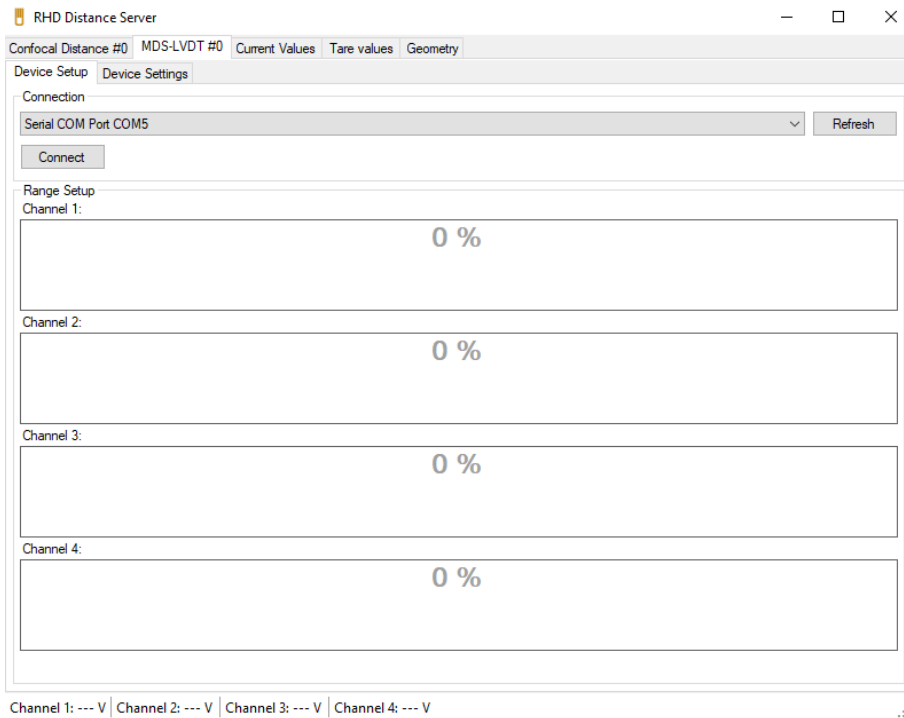 RHD Distance Server
Confocal Distance #0 MDS-LVDT #0 Current Values Tare values Geometry
Device Setup Device Settings
Connection
Serial COM Port COM5 Refresh
Connect
Range Setup
Channel 1:
0 %
Channel 2:
0 %
Channel 3:
0 %
Channel 4:
0 %
Channel 1: --- V Channel 2: --- V Channel 3: --- V Channel 4: --- V